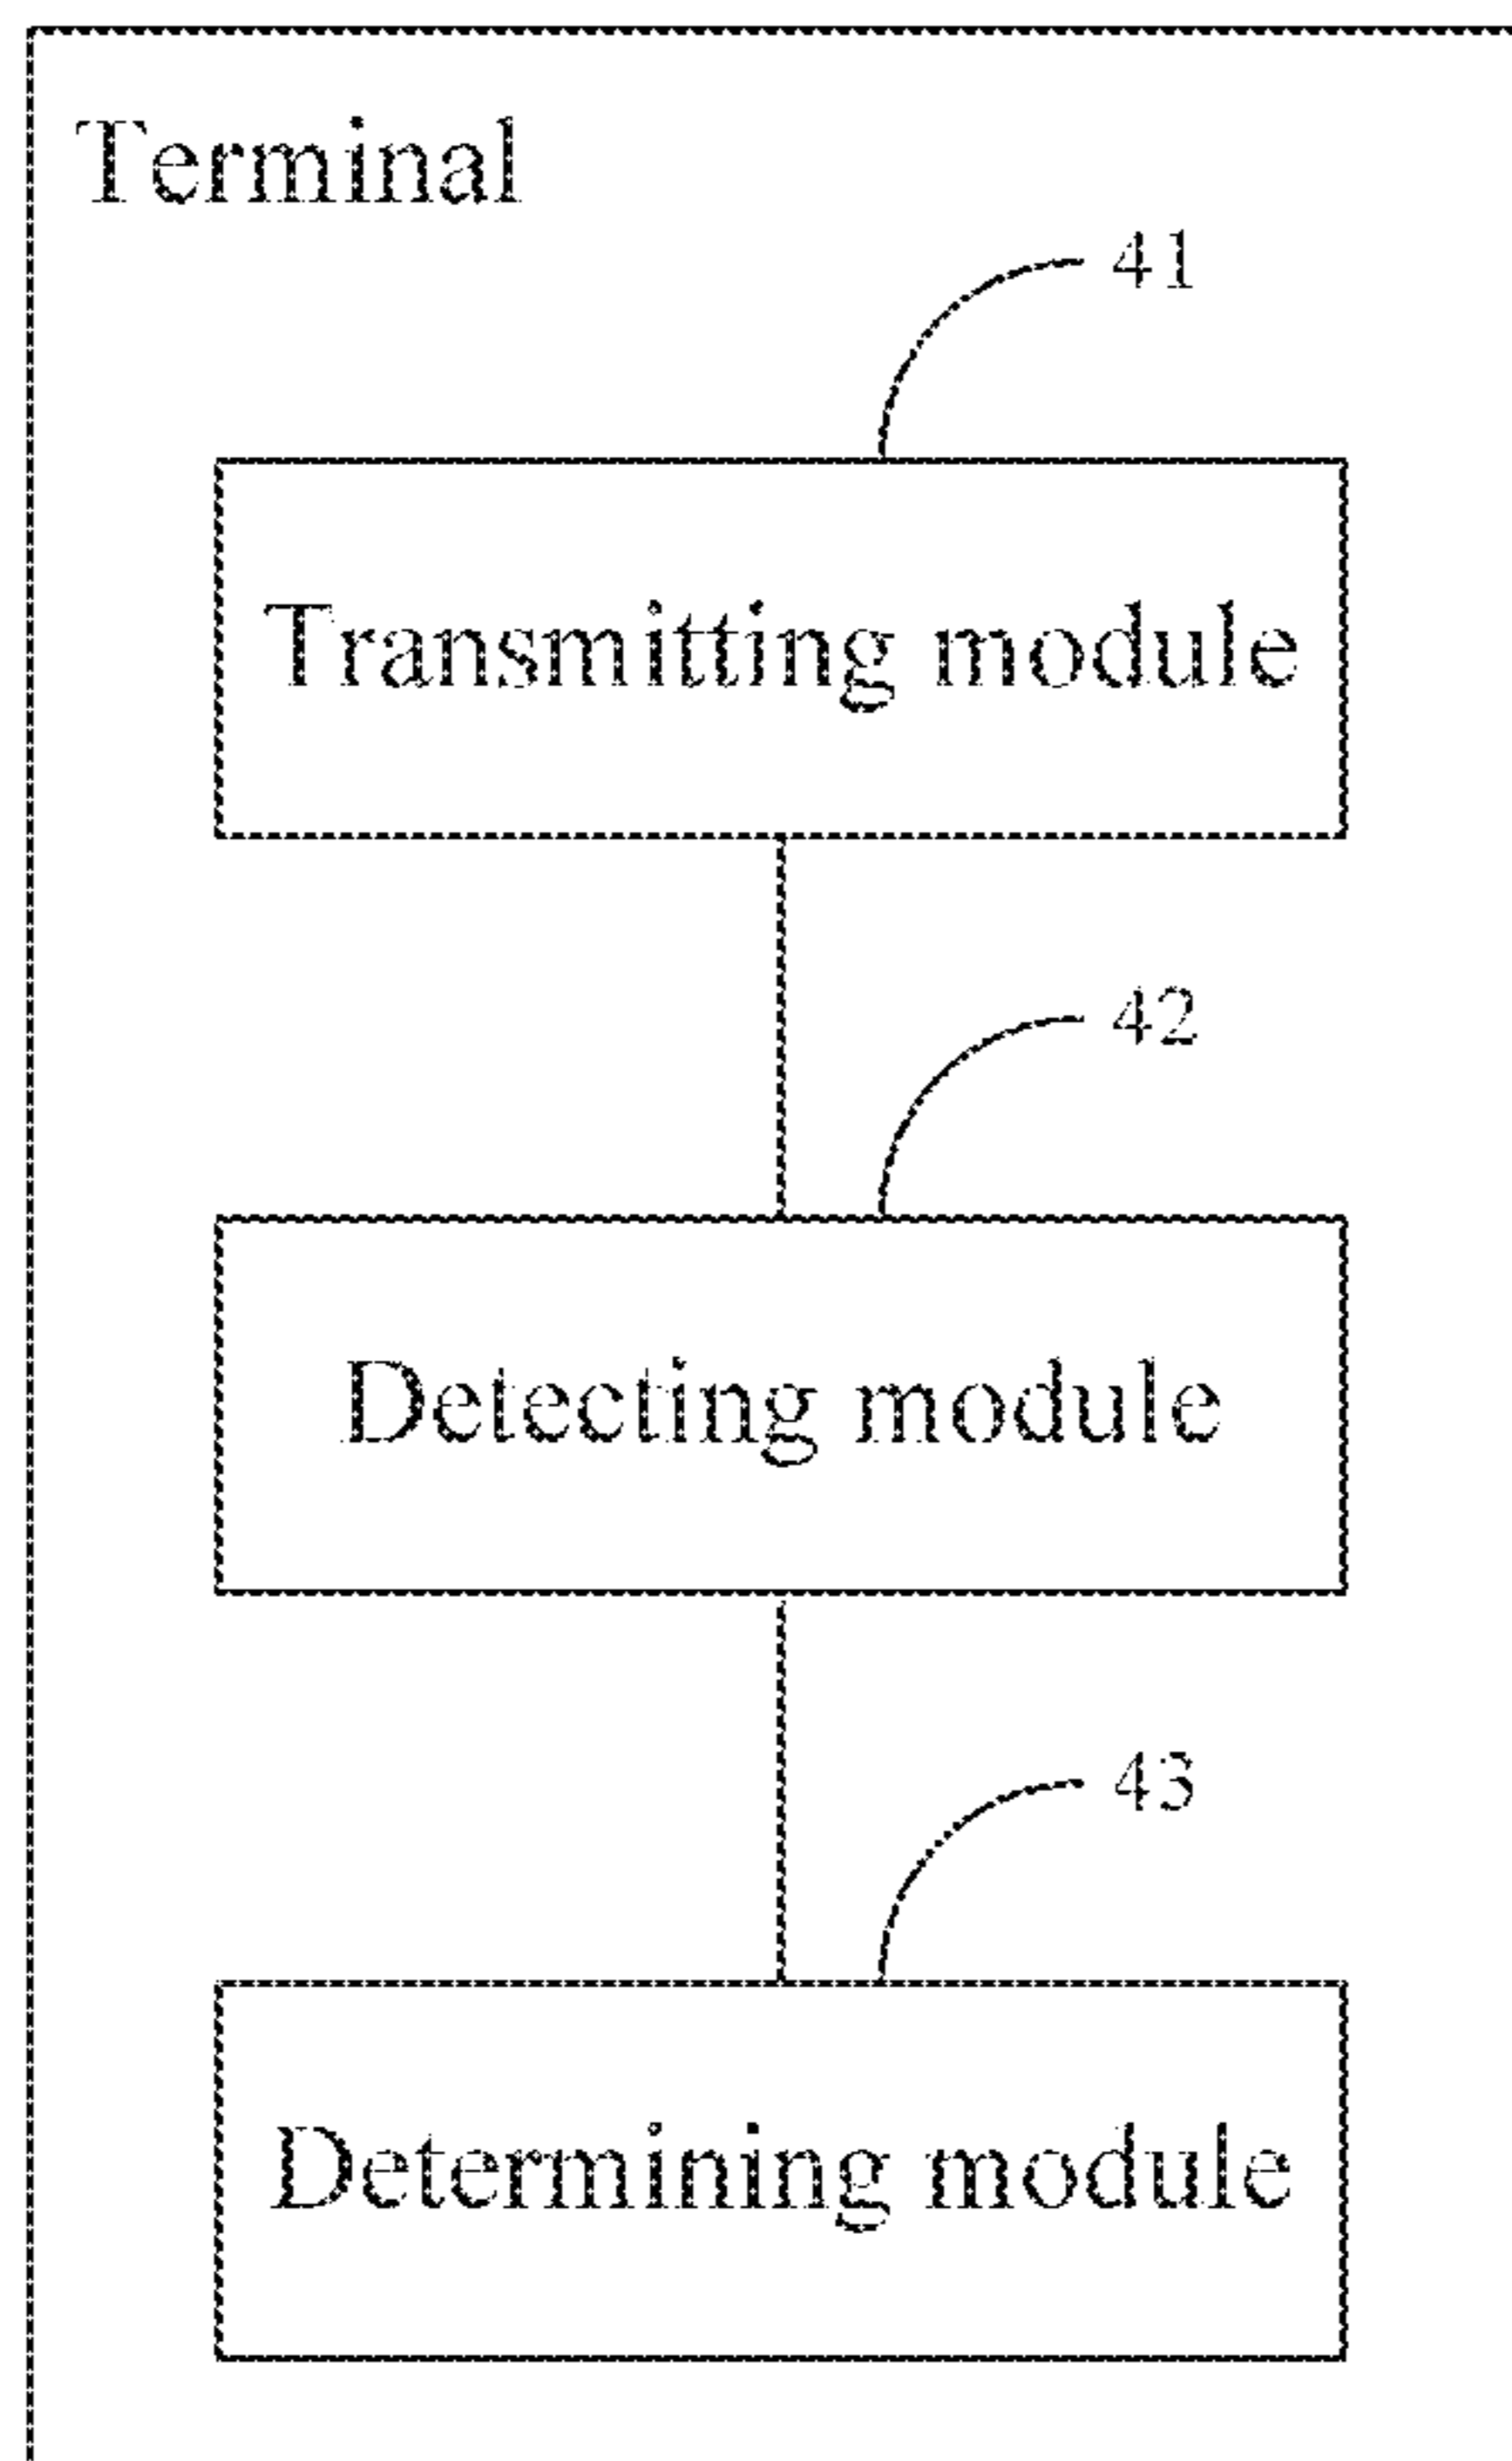 Terminal
41
Transmitting module
42
Detecting module
43
Determining module